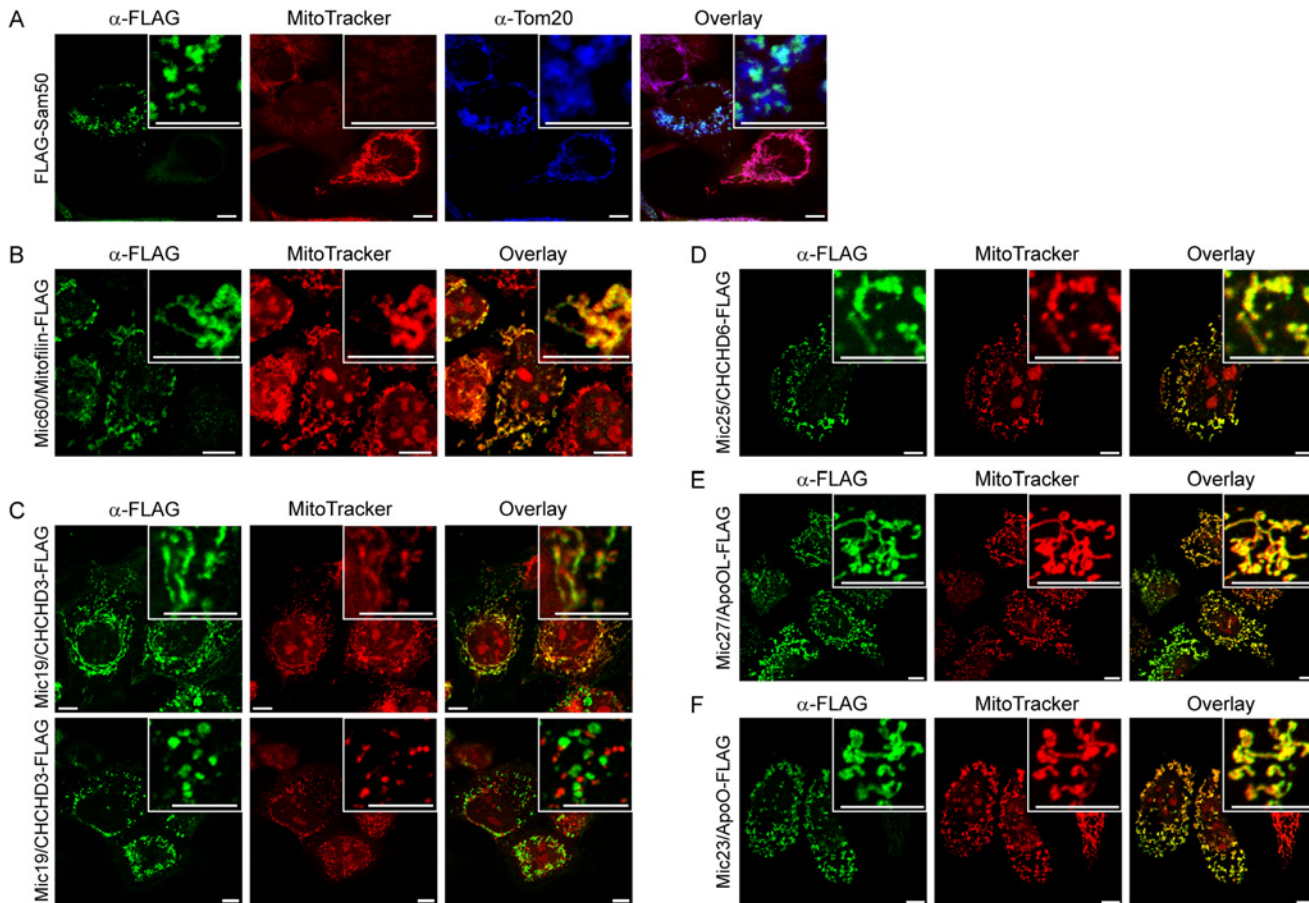 A
α-FLAG MitoTracker α-Tom20 Overlay
FLAG-Sam50
B
α-FLAG MitoTracker Overlay
Mic60/Mitofilin-FLAG
C
α-FLAG MitoTracker Overlay
Mic19/CHCHD3-FLAG
Mic19/CHCHD3-FLAG
D
α-FLAG MitoTracker Overlay
Mic25/CHCHD6-FLAG
E
α-FLAG MitoTracker Overlay
Mic27/ApoOL-FLAG
F
α-FLAG MitoTracker Overlay
Mic23/ApoO-FLAG